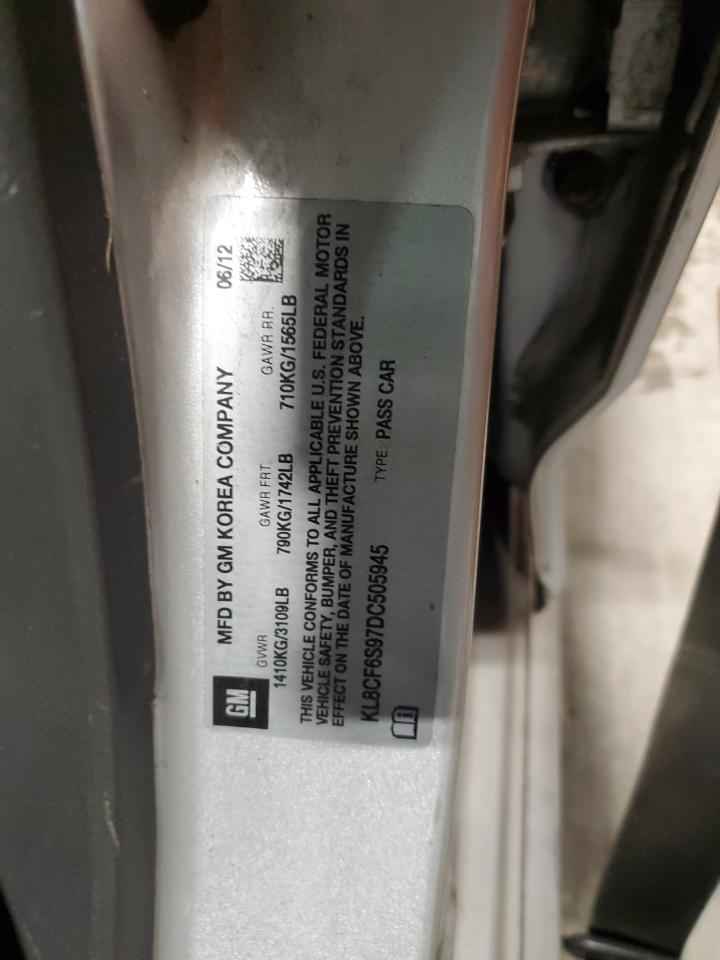 GM
MFD BY GM KOREA COMPANY 06/12
GVWR GAWR FRT. GAWR RR.
1410KG/3109LB 790KG/1742LB 710KG/1565LB
THIS VEHICLE CONFORMS TO ALL APPLICABLE U.S. FEDERAL MOTOR
VEHICLE SAFETY, BUMPER, AND THEFT PREVENTION STANDARDS IN
EFFECT ON THE DATE OF MANUFACTURE SHOWN ABOVE.
KL8CF6S97DC505945 TYPE: PASS CAR